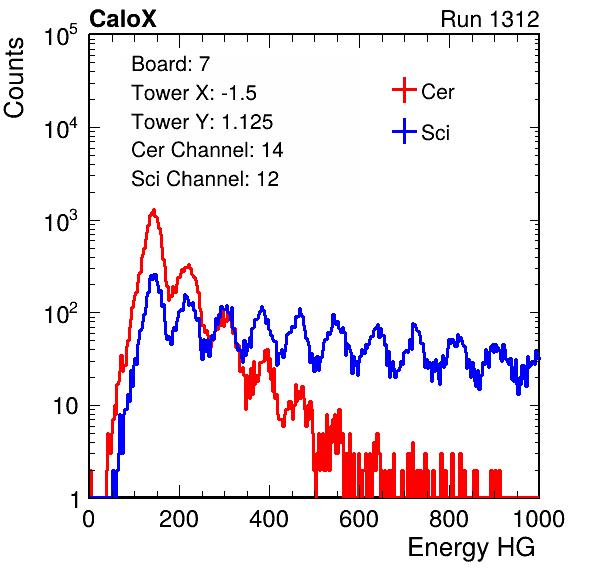 CaloX Run 1312
Counts
Board: 7
Tower X: -1.5
Tower Y: 1.125
Cer Channel: 14
Sci Channel: 12
Cer
Sci
10^5
10^4
10^3
10^2
10
1
0 200 400 600 800 1000
Energy HG